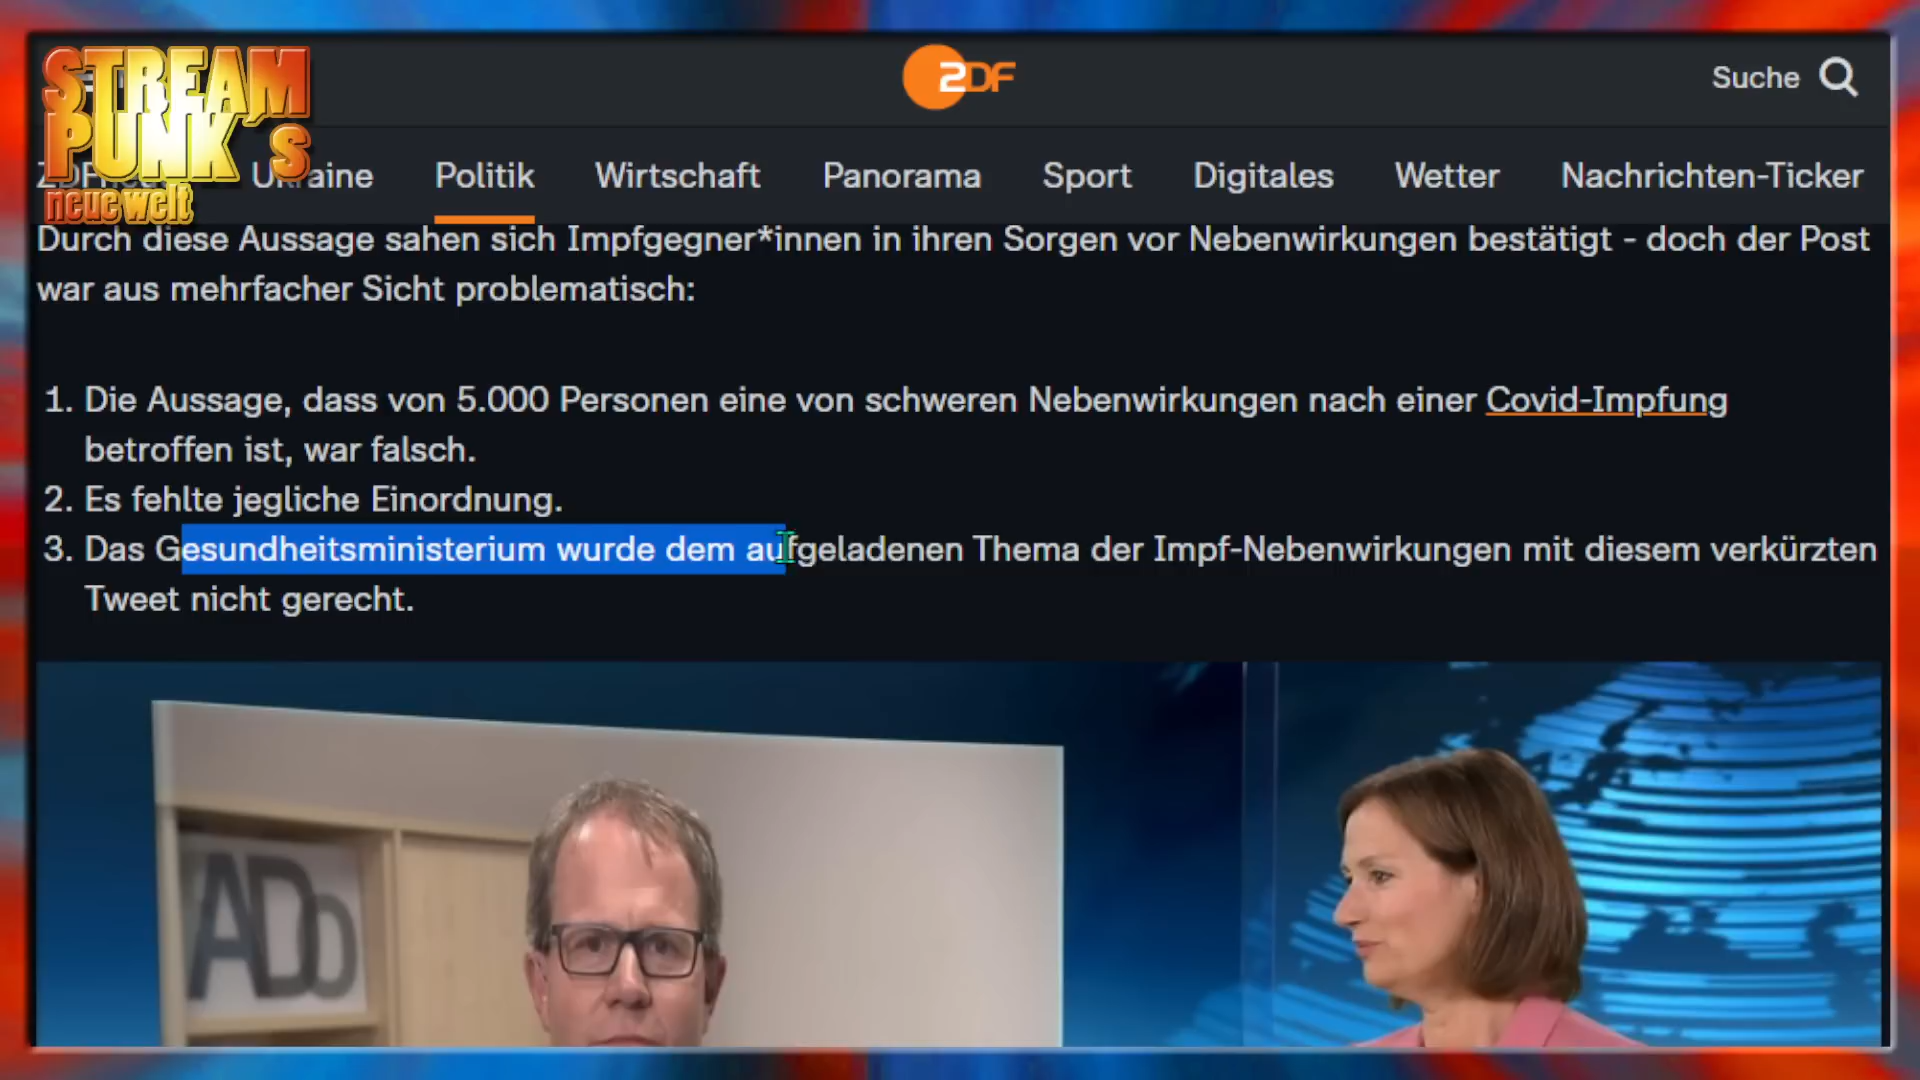 STREAM
PUNK´s
neue welt
ZDF
Suche
Ukraine Politik Wirtschaft Panorama Sport Digitales Wetter Nachrichten-Ticker
Durch diese Aussage sahen sich Impfgegner*innen in ihren Sorgen vor Nebenwirkungen bestätigt - doch der Post
war aus mehrfacher Sicht problematisch:
1. Die Aussage, dass von 5.000 Personen eine von schweren Nebenwirkungen nach einer Covid-Impfung
betroffen ist, war falsch.
2. Es fehlte jegliche Einordnung.
3. Das Gesundheitsministerium wurde dem aufgeladenen Thema der Impf-Nebenwirkungen mit diesem verkürzten
Tweet nicht gerecht.
ADO